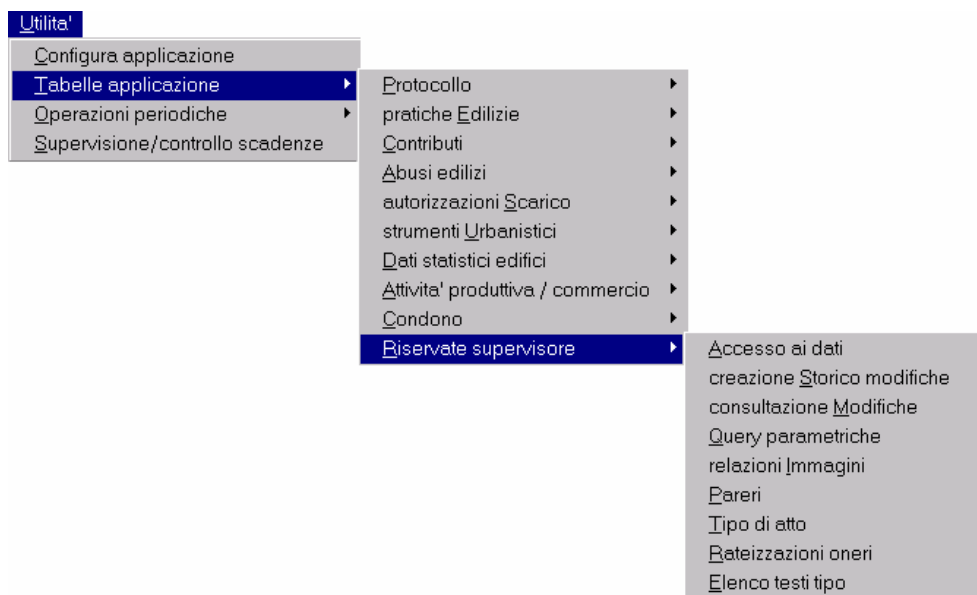 Utilita'
Configura applicazione
Tabelle applicazione
Operazioni periodiche
Supervisione/controllo scadenze
Protocollo
pratiche Edilizie
Contributi
Abusi edilizi
autorizzazioni Scarico
strumenti Urbanistici
Dati statistici edifici
Attivita' produttiva / commercio
Condono
Riservate supervisore
Accesso ai dati
creazione Storico modifiche
consultazione Modifiche
Query parametriche
relazioni Immagini
Pareri
Tipo di atto
Rateizzazioni oneri
Elenco testi tipo